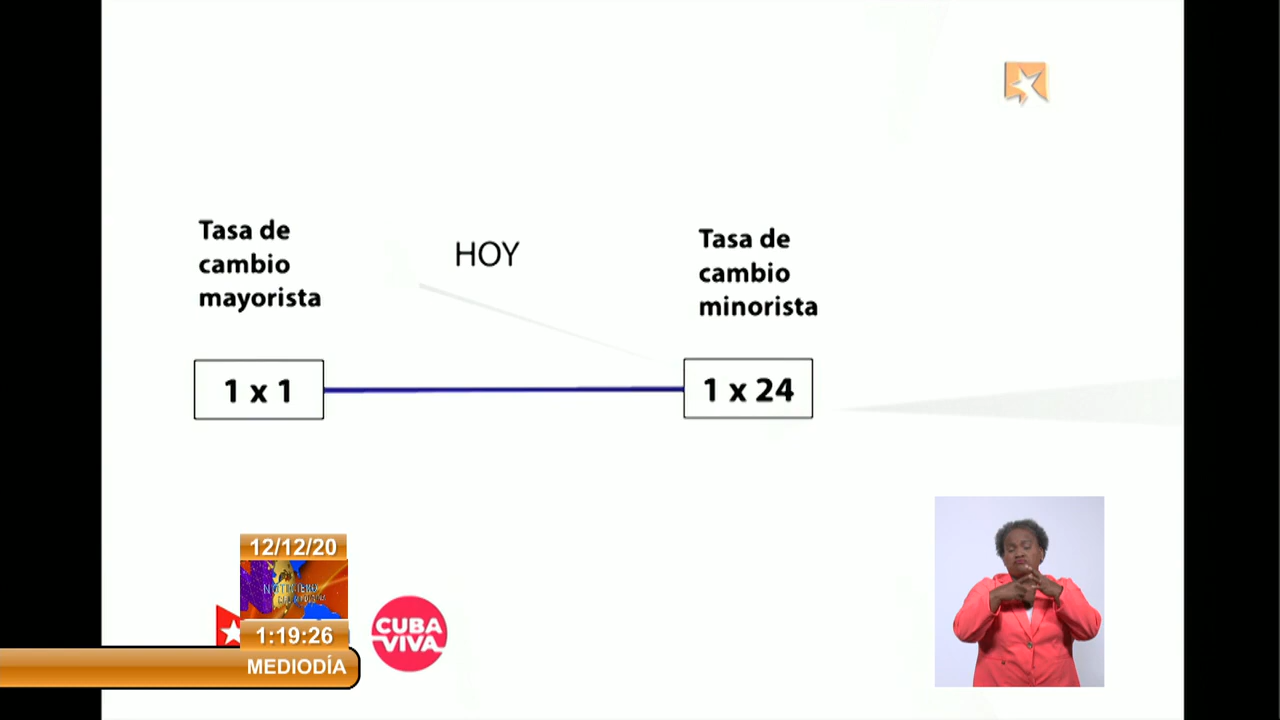 Tasa de
cambio
mayorista
HOY
Tasa de
cambio
minorista
1 x 1
1 x 24
12/12/20
1:19:26
MEDIODÍA
CUBA
VIVA